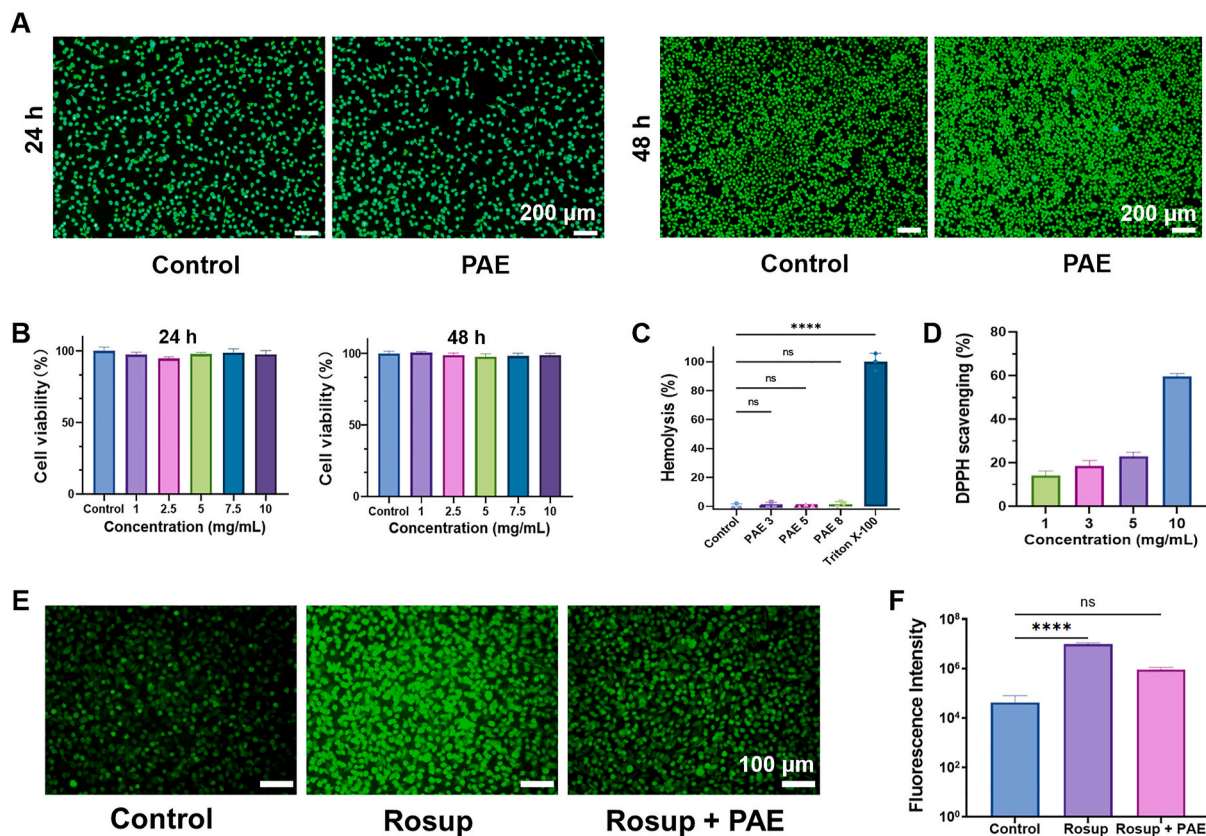 A
24 h
200 µm
Control
PAE
48 h
200 µm
Control
PAE
B
24 h
Cell viability (%)
100
50
0
Control 1 2.5 5 7.5 10
Concentration (mg/mL)
48 h
Cell viability (%)
100
50
0
Control 1 2.5 5 7.5 10
Concentration (mg/mL)
C
Hemolysis (%)
120
100
80
60
40
20
0
****
ns
ns
ns
Control
PAE 3
PAE 5
PAE 8
Triton X-100
D
DPPH scavenging (%)
80
60
40
20
0
1 3 5 10
Concentration (mg/mL)
E
100 µm
Control
Rosup
Rosup + PAE
F
Fluorescence Intensity
10⁸
10⁶
10⁴
10²
10⁰
ns
****
Control Rosup Rosup + PAE